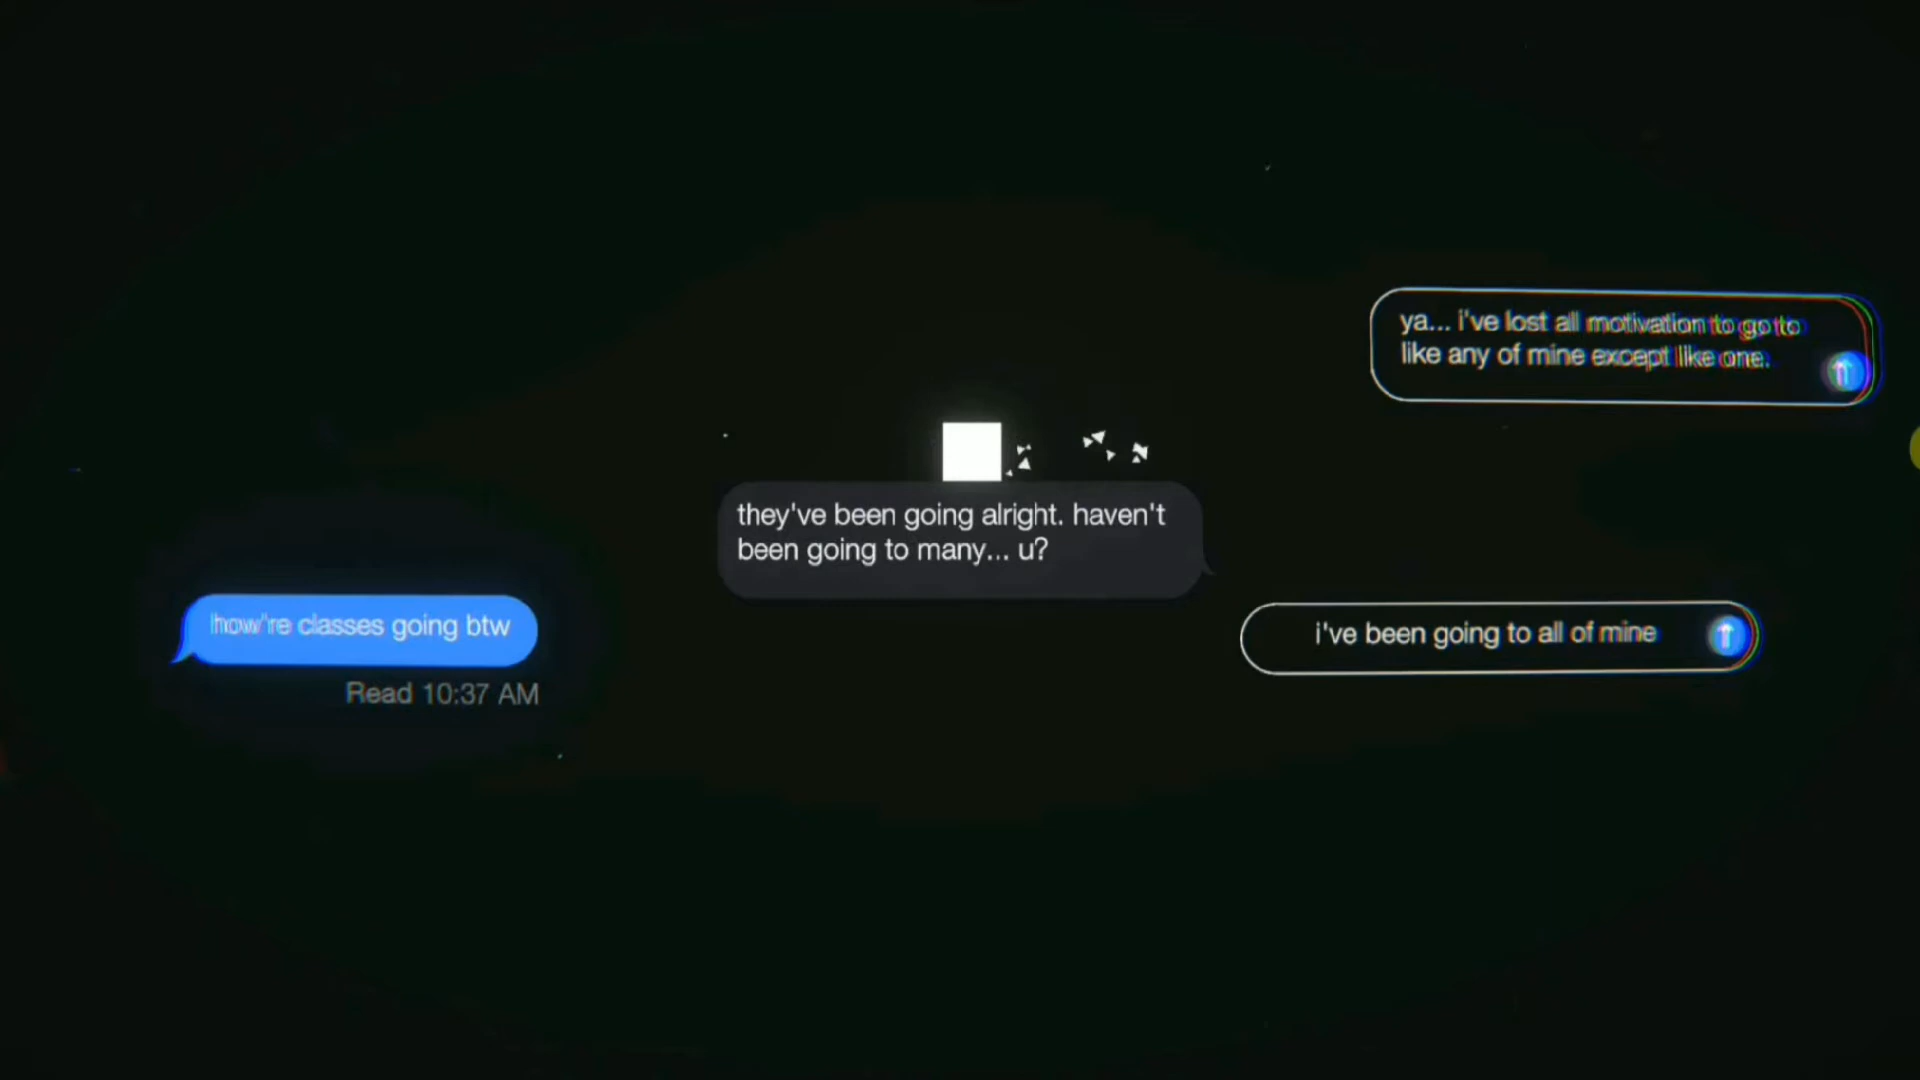 how're classes going btw
Read 10:37 AM
they've been going alright. haven't
been going to many... u?
ya... i've lost all motivation to go to
like any of mine except like one.
i've been going to all of mine